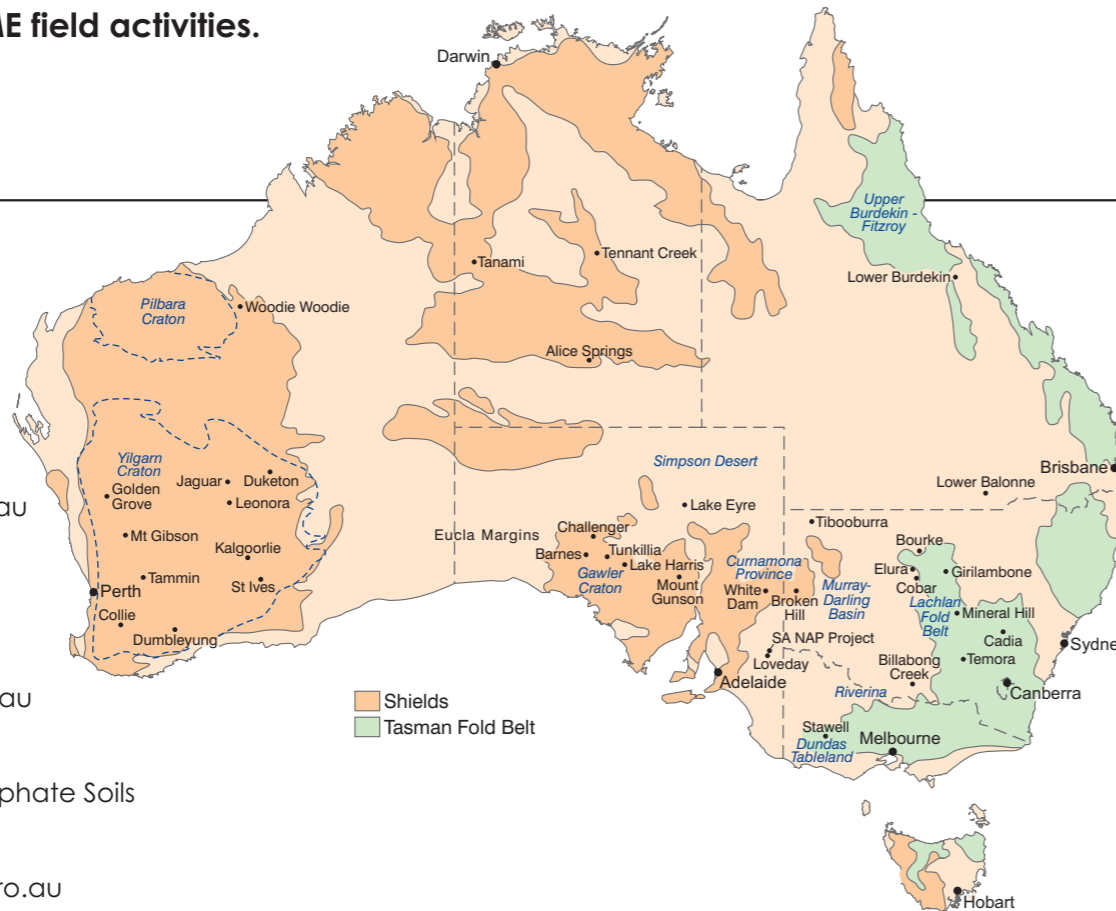 ME field activities.
Darwin
Upper
Burdekin -
Fitzroy
Tanami
Tennant Creek
Lower Burdekin
Pilbara
Craton
Woodie Woodie
Alice Springs
Yilgarn
Craton
Simpson Desert
Brisbane
Jaguar
Duketon
Golden
Grove
Leonora
Lower Balonne
au
Lake Eyre
Mt Gibson
Eucla Margins
Challenger
Tibooburra
Kalgoorlie
Barnes
Tunkillia
Bourke
Lake Harris
Curnamona
Province
Elura
Girilambone
Tammin
St Ives
Gawler
Craton
Mount
Gunson
White
Dam
Broken
Hill
Murray-
Darling
Basin
Cobar
Lachlan
Fold
Belt
Mineral Hill
Perth
Collie
Dumbleyung
SA NAP Project
Loveday
Cadia
Sydne
Billabong
Creek
Temora
Adelaide
Riverina
Canberra
au
Shields
Tasman Fold Belt
Stawell
Dundas
Tableland
Melbourne
phate Soils
ro.au
Hobart